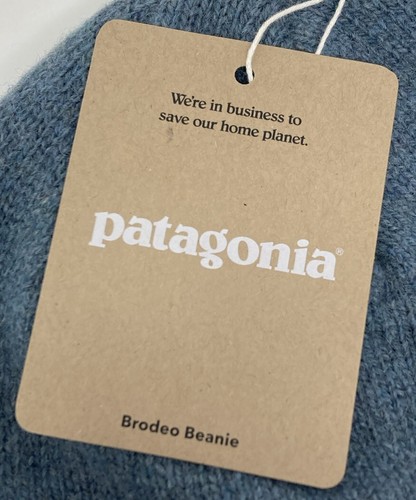 We're in business to
save our home planet.
patagonia®
Brodeo Beanie